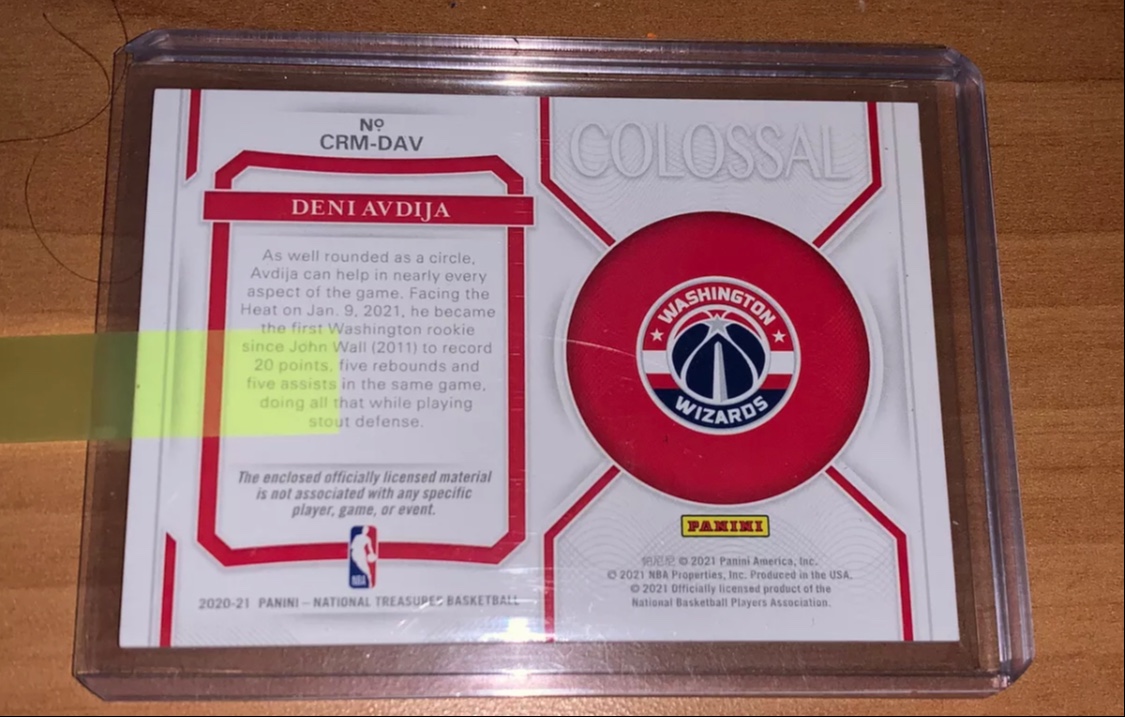 Nº
CRM-DAV
DENI AVDIJA
As well rounded as a circle,
Avdija can help in nearly every
aspect of the game. Facing the
Heat on Jan. 9, 2021, he became
the first Washington rookie
since John Wall (2011) to record
20 points, five rebounds and
five assists in the same game,
doing all that while playing
stout defense.
The enclosed officially licensed material
is not associated with any specific
player, game, or event.
NBA
2020-21 PANINI – NATIONAL TREASURES BASKETBALL
COLOSSAL
WASHINGTON
WIZARDS
PANINI
© 2021 Panini America, Inc.
© 2021 NBA Properties, Inc. Produced in the USA.
© 2021 Officially licensed product of the
National Basketball Players Association.